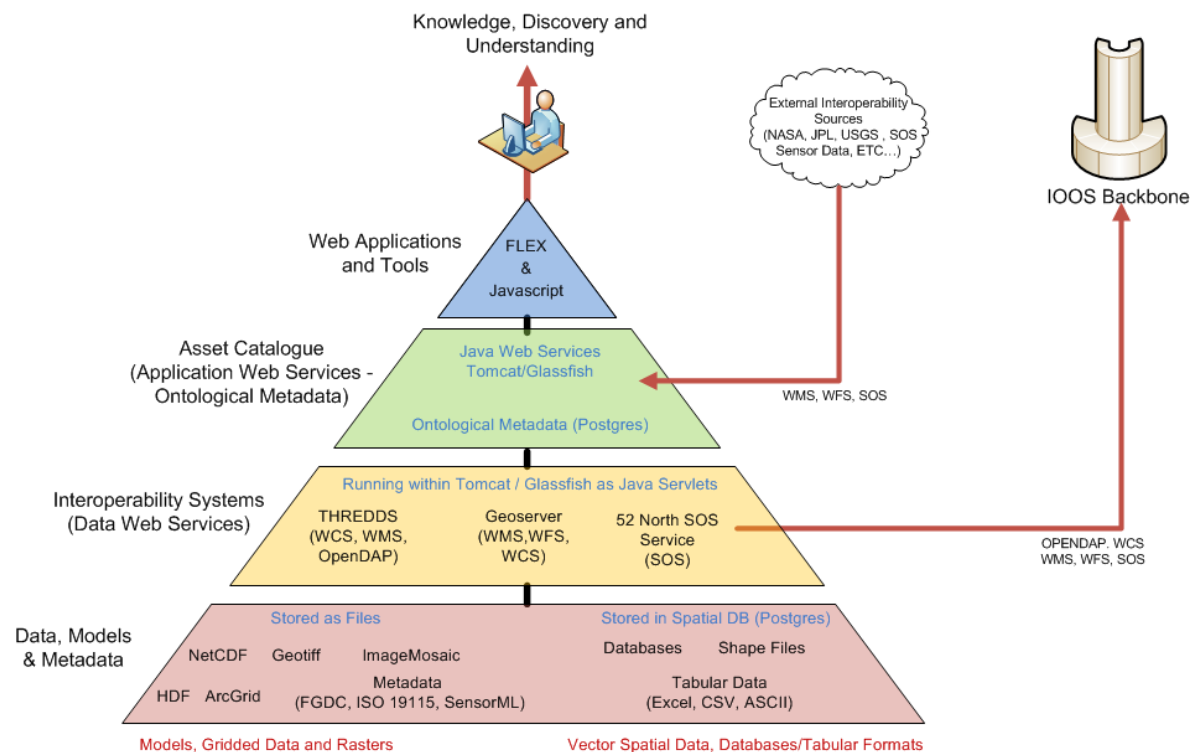 Knowledge, Discovery and
Understanding
External Interoperability
Sources
(NASA, JPL, USGS , SOS
Sensor Data, ETC...)
IOOS Backbone
Web Applications
and Tools
FLEX
&
Javascript
Asset Catalogue
(Application Web Services -
Ontological Metadata)
Java Web Services
Tomcat/Glassfish
Ontological Metadata (Postgres)
WMS, WFS, SOS
Interoperability Systems
(Data Web Services)
Running within Tomcat / Glassfish as Java Servlets
THREDDS
(WCS, WMS,
OpenDAP)
Geoserver
(WMS,WFS,
WCS)
52 North SOS
Service
(SOS)
OPENDAP. WCS
WMS, WFS, SOS
Data, Models
& Metadata
Stored as Files
NetCDF
Geotiff
ImageMosaic
HDF
ArcGrid
Metadata
(FGDC, ISO 19115, SensorML)
Stored in Spatial DB (Postgres)
Databases
Shape Files
Tabular Data
(Excel, CSV, ASCII)
Models, Gridded Data and Rasters
Vector Spatial Data, Databases/Tabular Formats